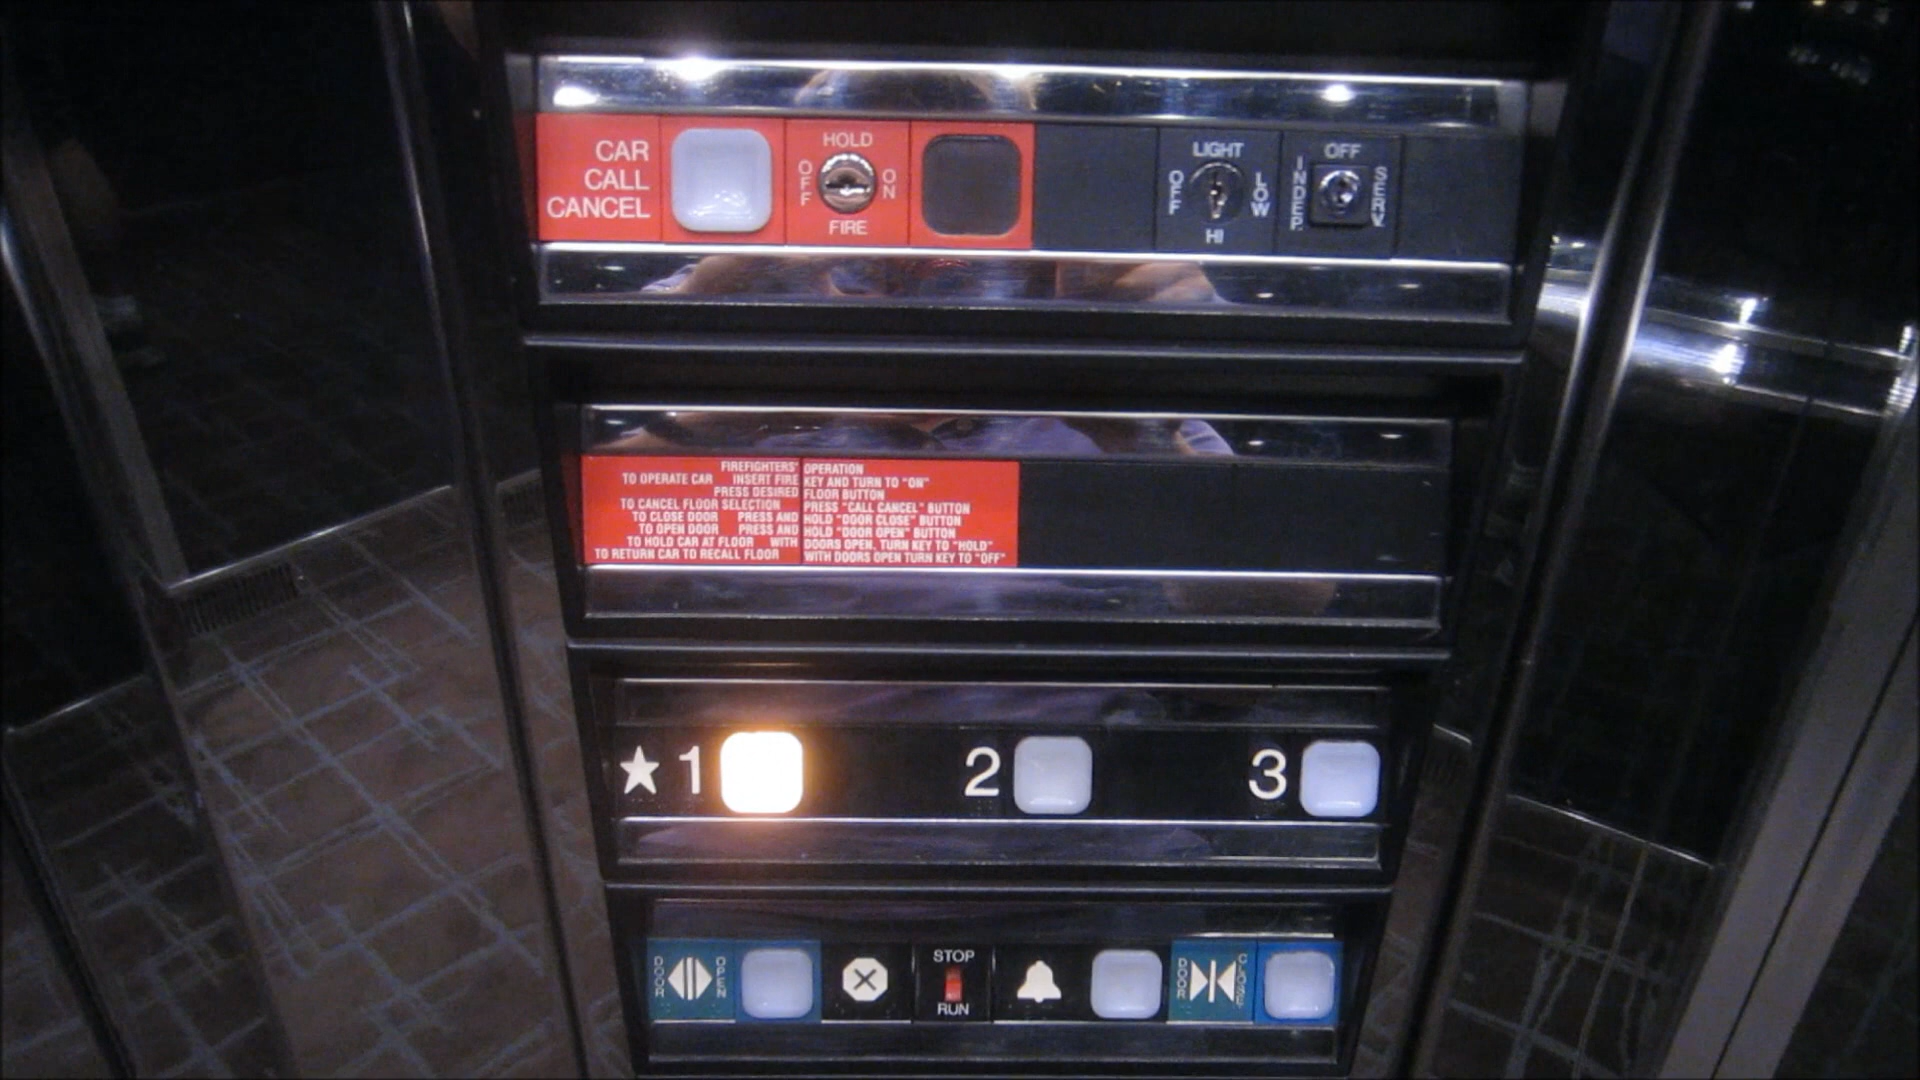 CAR
CALL
CANCEL
HOLD
OFF
ON
FIRE
LIGHT
OFF
LOW
HI
OFF
INDEP
SERV
FIREFIGHTERS' OPERATION
TO OPERATE CAR INSERT FIRE KEY AND TURN TO "ON"
PRESS DESIRED FLOOR BUTTON
TO CANCEL FLOOR SELECTION PRESS "CALL CANCEL" BUTTON
TO CLOSE DOOR PRESS AND HOLD "DOOR CLOSE" BUTTON
TO OPEN DOOR PRESS AND HOLD "DOOR OPEN" BUTTON
TO HOLD CAR AT FLOOR WITH DOORS OPEN, TURN KEY TO "HOLD"
TO RETURN CAR TO RECALL FLOOR WITH DOORS OPEN TURN KEY TO "OFF"
★ 1 2 3
DOOR OPEN
STOP
RUN
DOOR CLOSE